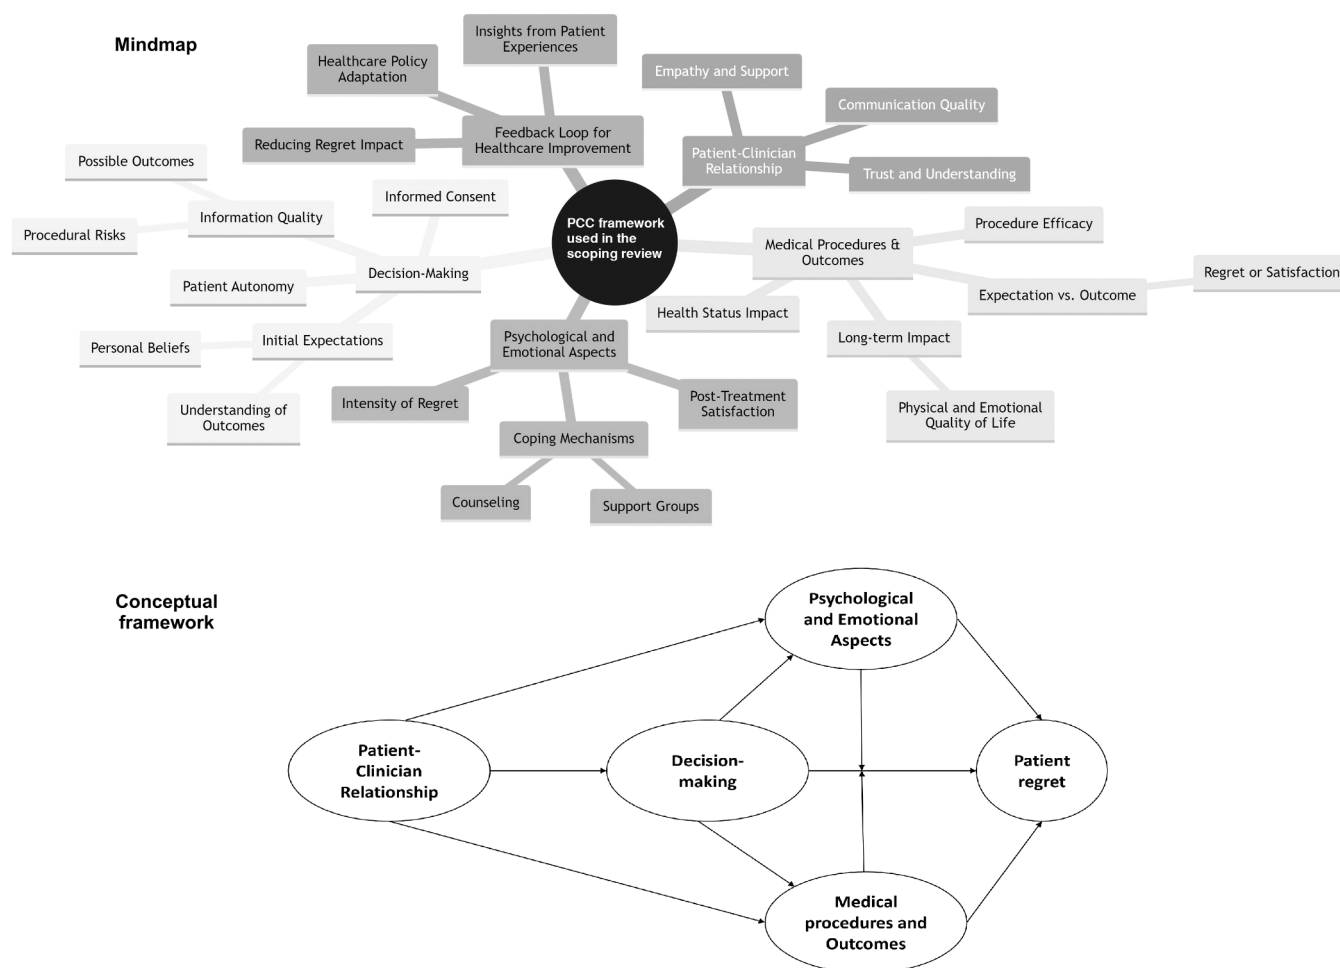 Mindmap
Insights from Patient
Experiences
Healthcare Policy
Adaptation
Empathy and Support
Communication Quality
Reducing Regret Impact
Feedback Loop for
Healthcare Improvement
Patient-Clinician
Relationship
Trust and Understanding
Possible Outcomes
Informed Consent
Information Quality
Procedural Risks
PCC framework
used in the
scoping review
Procedure Efficacy
Medical Procedures &
Outcomes
Decision-Making
Patient Autonomy
Regret or Satisfaction
Expectation vs. Outcome
Health Status Impact
Personal Beliefs
Initial Expectations
Psychological and
Emotional Aspects
Long-term Impact
Understanding of
Outcomes
Intensity of Regret
Post-Treatment
Satisfaction
Physical and Emotional
Quality of Life
Coping Mechanisms
Counseling
Support Groups
Conceptual
framework
Psychological
and Emotional
Aspects
Patient-
Clinician
Relationship
Decision-
making
Patient
regret
Medical
procedures and
Outcomes